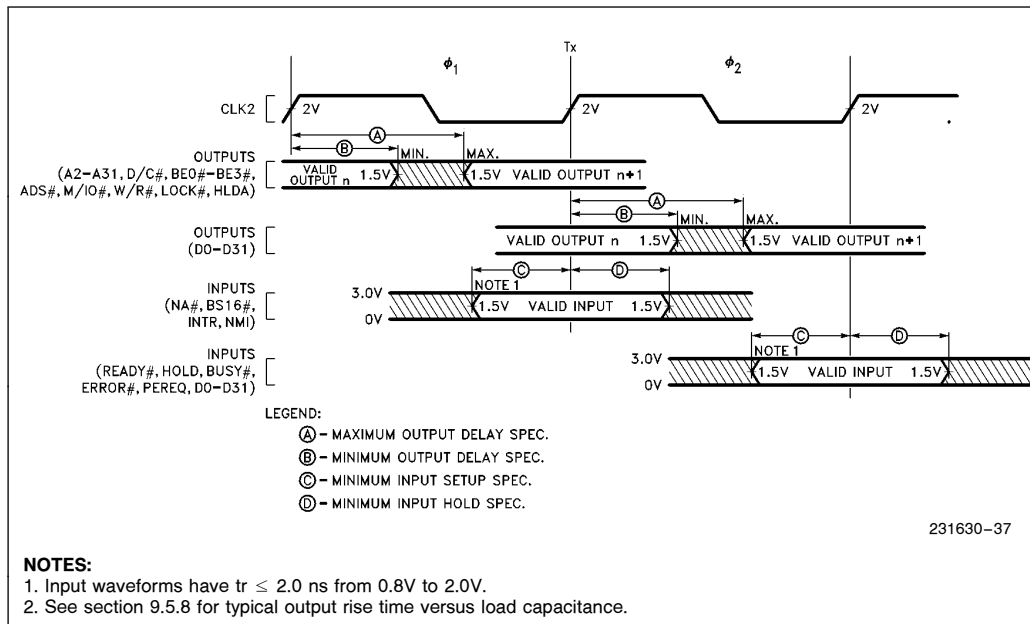 Tx
ϕ1 ϕ2
CLK2 2V 2V 2V
Ⓐ
Ⓑ MIN. MAX.
OUTPUTS
(A2-A31, D/C#, BE0#-BE3#,
ADS#, M/IO#, W/R#, LOCK#, HLDA)
VALID
OUTPUT n 1.5V 1.5V VALID OUTPUT n+1
Ⓐ
Ⓑ MIN. MAX.
OUTPUTS
(D0-D31)
VALID OUTPUT n 1.5V 1.5V VALID OUTPUT n+1
Ⓒ Ⓓ
NOTE 1
INPUTS
(NA#, BS16#,
INTR, NMI)
3.0V
0V
1.5V VALID INPUT 1.5V
Ⓒ Ⓓ
NOTE 1
INPUTS
(READY#, HOLD, BUSY#,
ERROR#, PEREQ, D0-D31)
3.0V
0V
1.5V VALID INPUT 1.5V
LEGEND:
Ⓐ – MAXIMUM OUTPUT DELAY SPEC.
Ⓑ – MINIMUM OUTPUT DELAY SPEC.
Ⓒ – MINIMUM INPUT SETUP SPEC.
Ⓓ – MINIMUM INPUT HOLD SPEC.
231630–37
NOTES:
1. Input waveforms have tr ≤ 2.0 ns from 0.8V to 2.0V.
2. See section 9.5.8 for typical output rise time versus load capacitance.